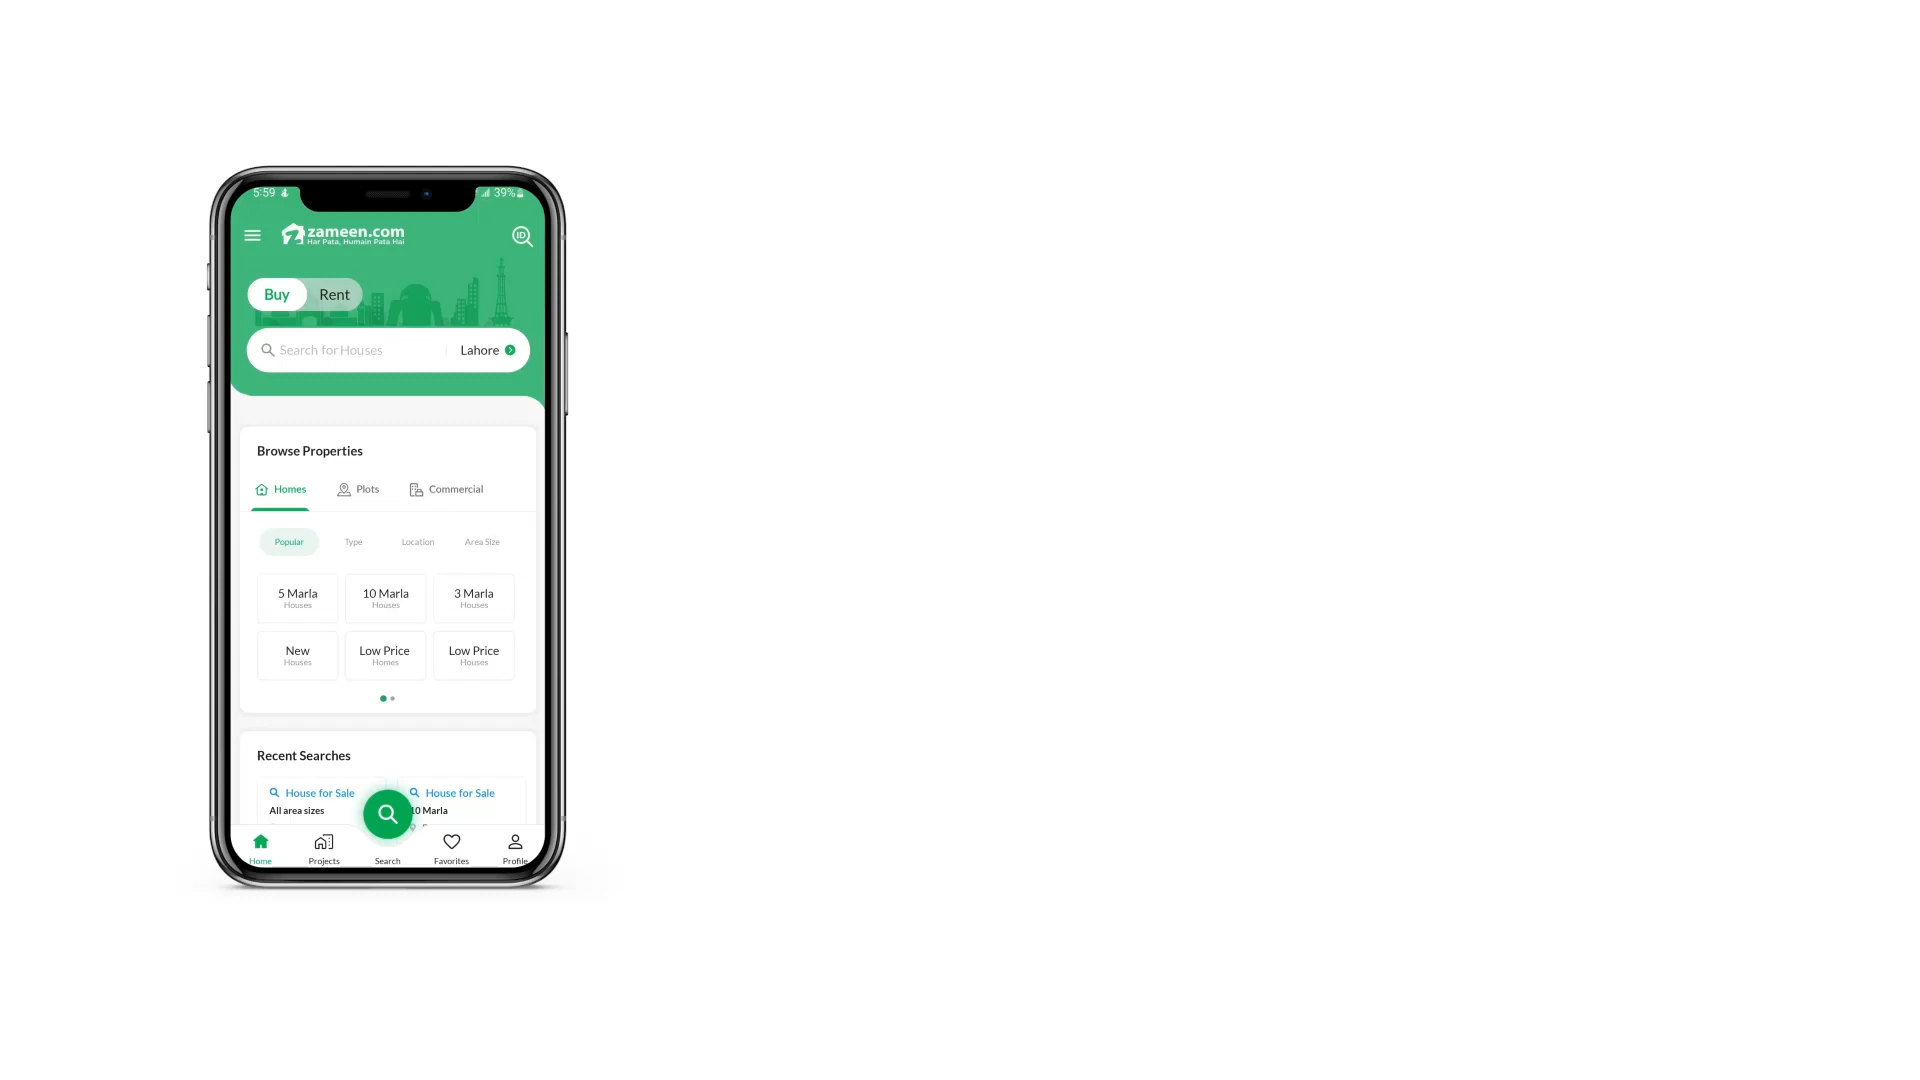 5:59 39%
zameen.com
Har Pata, Humain Pata Hai
ID
Buy Rent
Search for Houses Lahore
Browse Properties
Homes Plots Commercial
Popular Type Location Area Size
5 Marla 10 Marla 3 Marla
Houses Houses Houses
New Low Price Low Price
Houses Homes Houses
Recent Searches
House for Sale House for Sale
All area sizes 10 Marla
Home Projects Search Favorites Profile